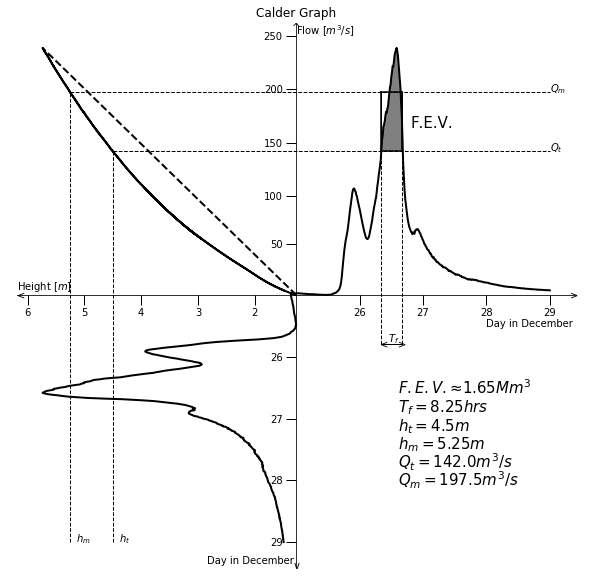 Calder Graph
Flow [m³/s]
250
200
Qₘ
F.E.V.
150
Qₜ
100
50
Height [m]
6 5 4 3 2 26 27 28 29
Day in December
T_f
26
F.E.V.≈1.65Mm³
T_f = 8.25hrs
27
hₜ = 4.5m
hₘ = 5.25m
Qₜ = 142.0m³/s
28
Qₘ = 197.5m³/s
hₘ hₜ
29
Day in December